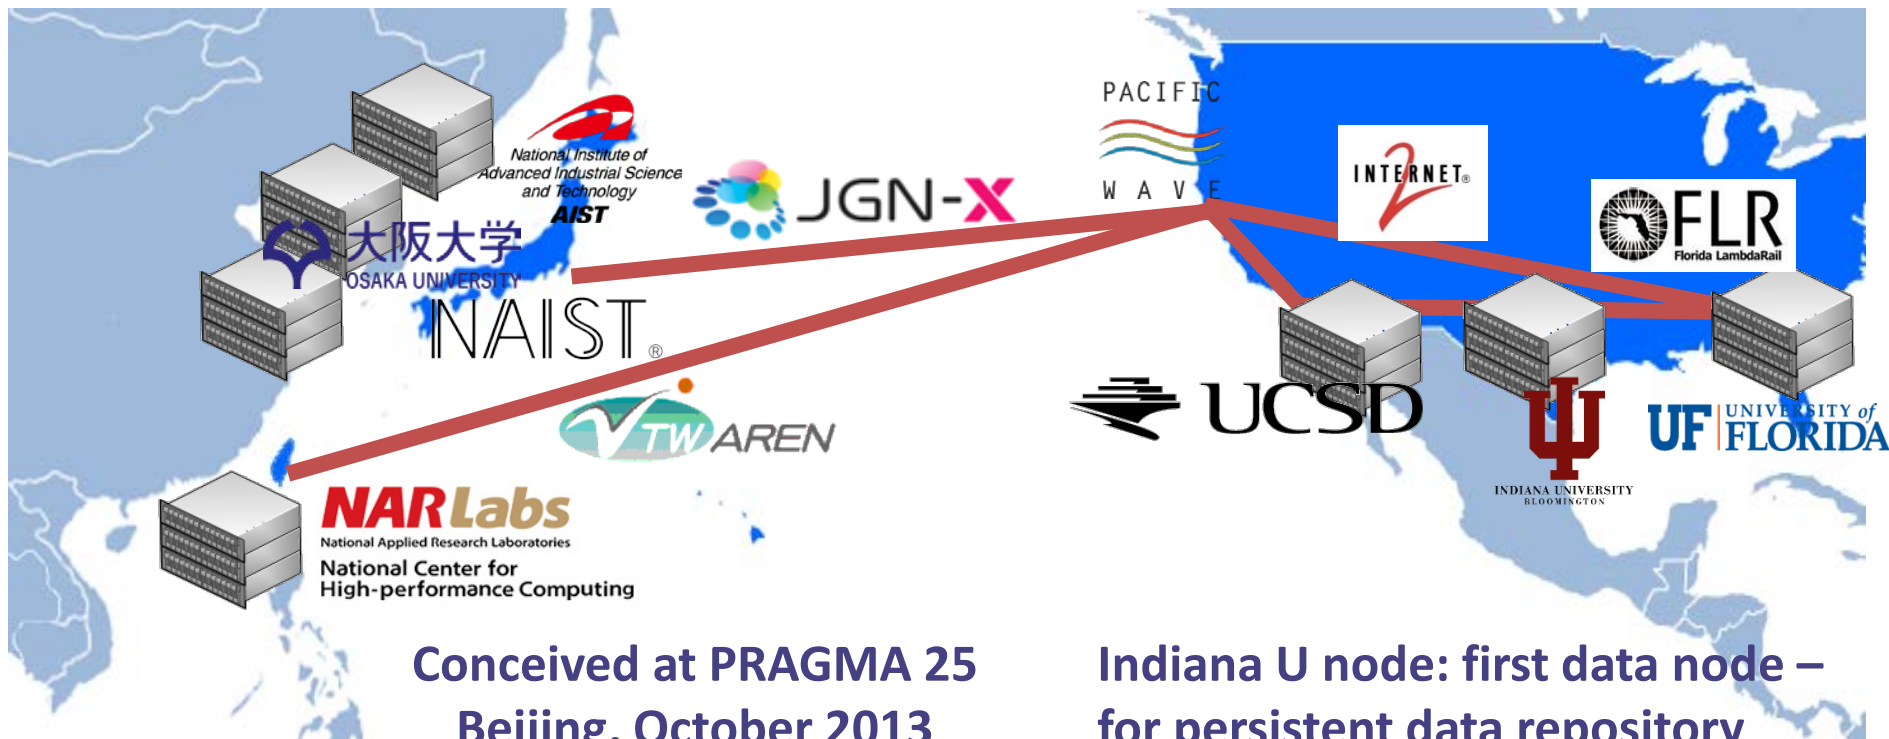 National Institute of
Advanced Industrial Science
and Technology
AIST
大阪大学
OSAKA UNIVERSITY
NAIST®
JGN-X
PACIFIC
WAVE
INTERNET®
2
FLR
Florida LambdaRail
TWAREN
UCSD
INDIANA UNIVERSITY
BLOOMINGTON
UF UNIVERSITY of
FLORIDA
NARLabs
National Applied Research Laboratories
National Center for
High-performance Computing
Conceived at PRAGMA 25
Beijing, October 2013
Indiana U node: first data node –
for persistent data repository